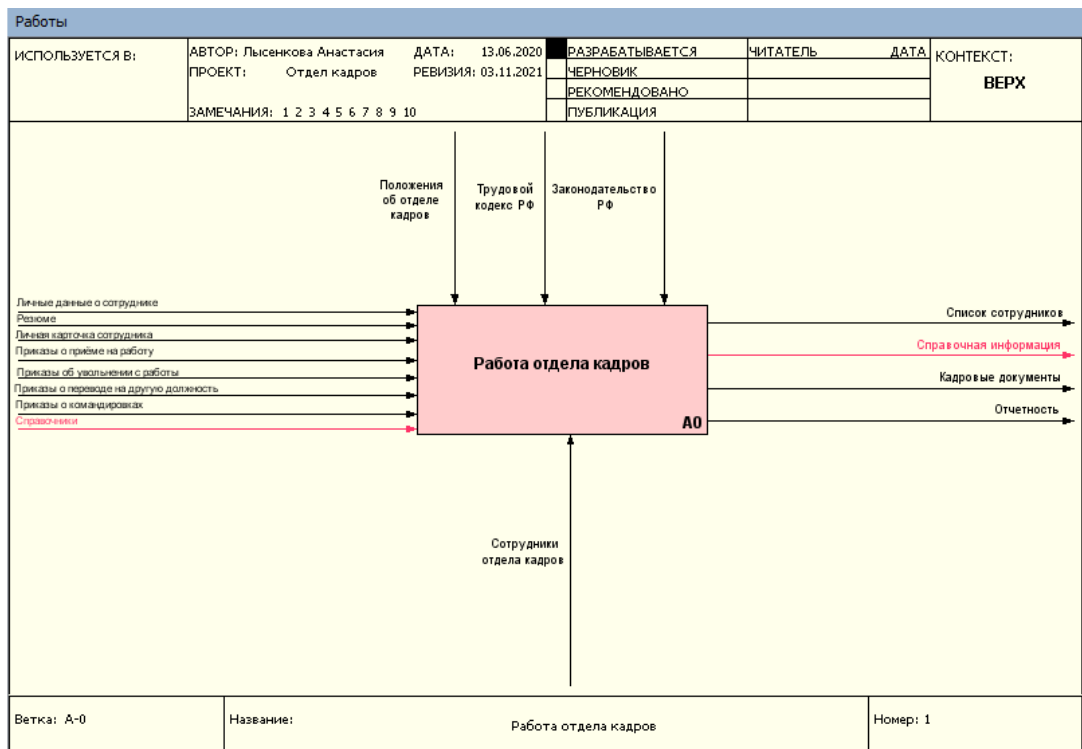 Работы
ИСПОЛЬЗУЕТСЯ В:
АВТОР: Лысенкова Анастасия
ДАТА: 13.06.2020
ПРОЕКТ: Отдел кадров
РЕВИЗИЯ: 03.11.2021
ЗАМЕЧАНИЯ: 1 2 3 4 5 6 7 8 9 10
РАЗРАБАТЫВАЕТСЯ
ЧЕРНОВИК
РЕКОМЕНДОВАНО
ПУБЛИКАЦИЯ
ЧИТАТЕЛЬ
ДАТА
КОНТЕКСТ:
ВЕРХ
Положения
об отделе
кадров
Трудовой
кодекс РФ
Законодательство
РФ
Личные данные о сотруднике
Резюме
Личная карточка сотрудника
Приказы о приёме на работу
Приказы об увольнении с работы
Приказы о переводе на другую должность
Приказы о командировках
Справочники
Работа отдела кадров
A0
Список сотрудников
Справочная информация
Кадровые документы
Отчетность
Сотрудники
отдела кадров
Ветка: A-0
Название:
Работа отдела кадров
Номер: 1